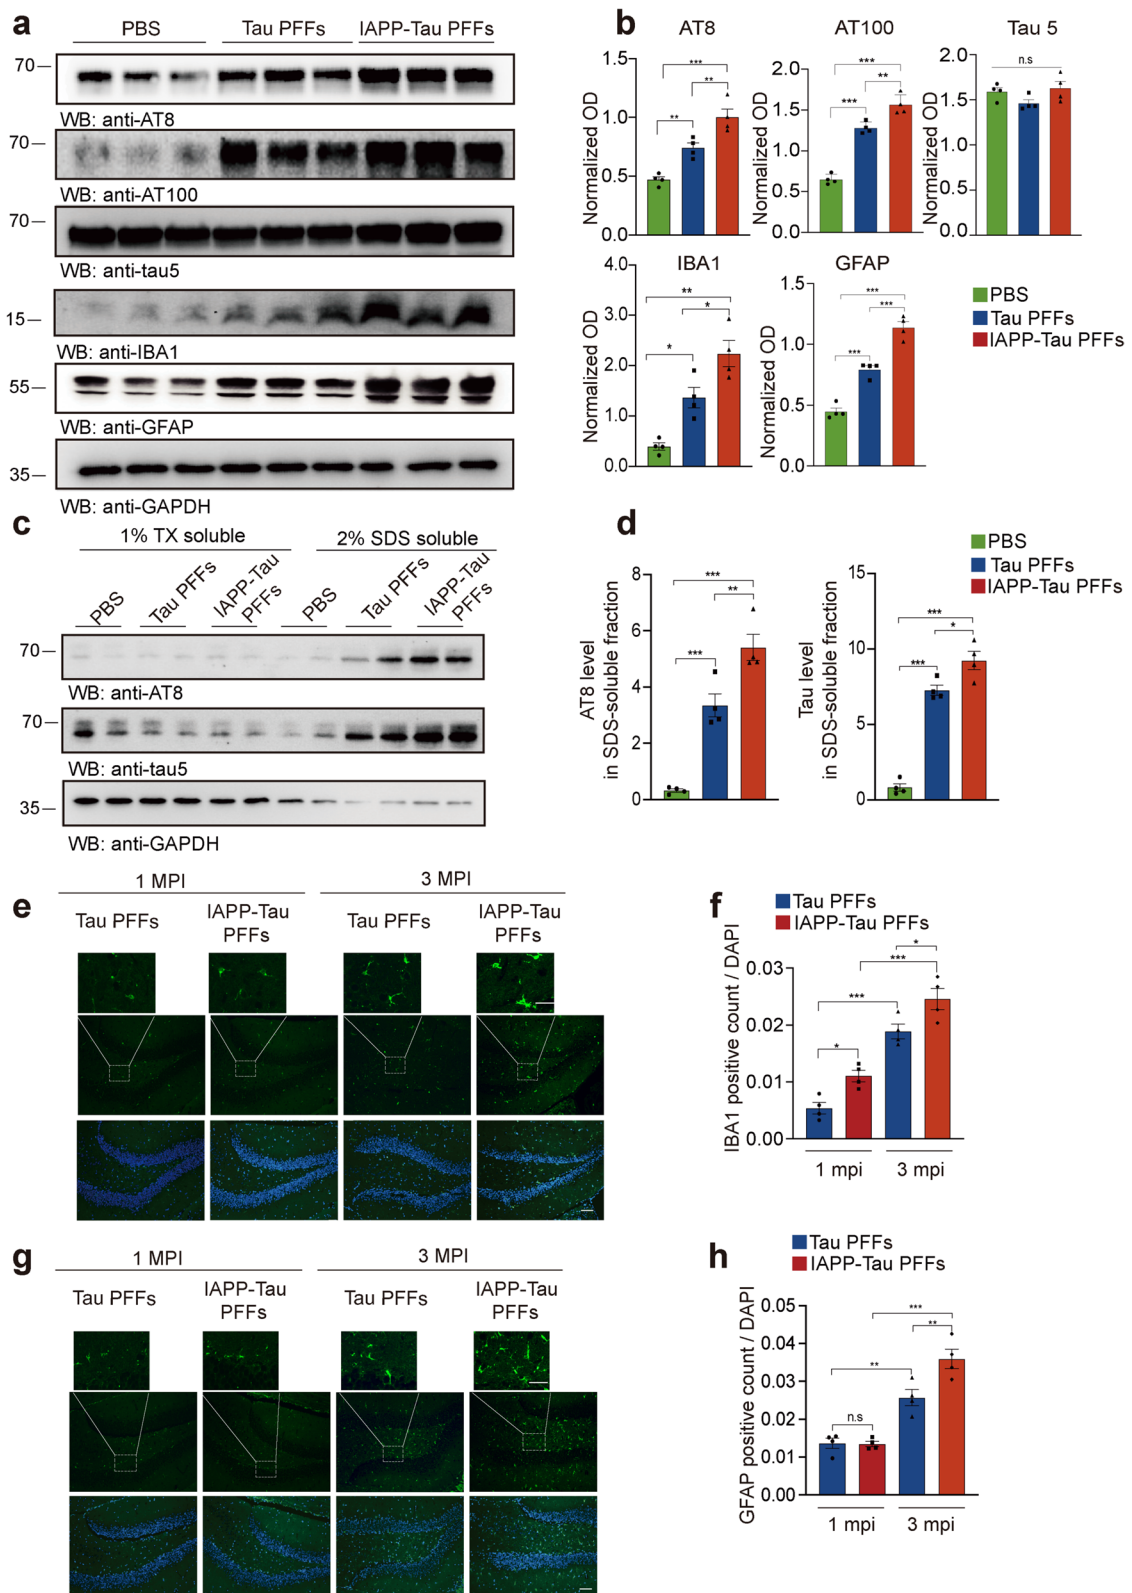 a
PBS Tau PFFs IAPP-Tau PFFs
70
WB: anti-AT8
70
WB: anti-AT100
70
WB: anti-tau5
15
WB: anti-IBA1
55
WB: anti-GFAP
35
WB: anti-GAPDH
b
AT8
Normalized OD
1.5
1.0
0.5
0.0
***
**
**
AT100
Normalized OD
2.0
1.5
1.0
0.5
0.0
***
**
***
Tau 5
Normalized OD
2.0
1.5
1.0
0.5
0.0
n.s
IBA1
Normalized OD
4.0
3.0
2.0
1.0
0.0
**
*
*
GFAP
Normalized OD
1.5
1.0
0.5
0.0
***
***
***
PBS
Tau PFFs
IAPP-Tau PFFs
c
1% TX soluble 2% SDS soluble
PBS Tau PFFs IAPP-Tau PFFs PBS Tau PFFs IAPP-Tau PFFs
70
WB: anti-AT8
70
WB: anti-tau5
35
WB: anti-GAPDH
d
PBS
Tau PFFs
IAPP-Tau PFFs
AT8 level
in SDS-soluble fraction
8
6
4
2
0
***
**
***
Tau level
in SDS-soluble fraction
15
10
5
0
***
*
***
e
1 MPI 3 MPI
Tau PFFs IAPP-Tau PFFs Tau PFFs IAPP-Tau PFFs
f
Tau PFFs
IAPP-Tau PFFs
IBA1 positive count / DAPI
0.03
0.02
0.01
0.00
*
***
***
*
1 mpi 3 mpi
g
1 MPI 3 MPI
Tau PFFs IAPP-Tau PFFs Tau PFFs IAPP-Tau PFFs
h
Tau PFFs
IAPP-Tau PFFs
GFAP positive count / DAPI
0.05
0.04
0.03
0.02
0.01
0.00
***
**
**
n.s
1 mpi 3 mpi